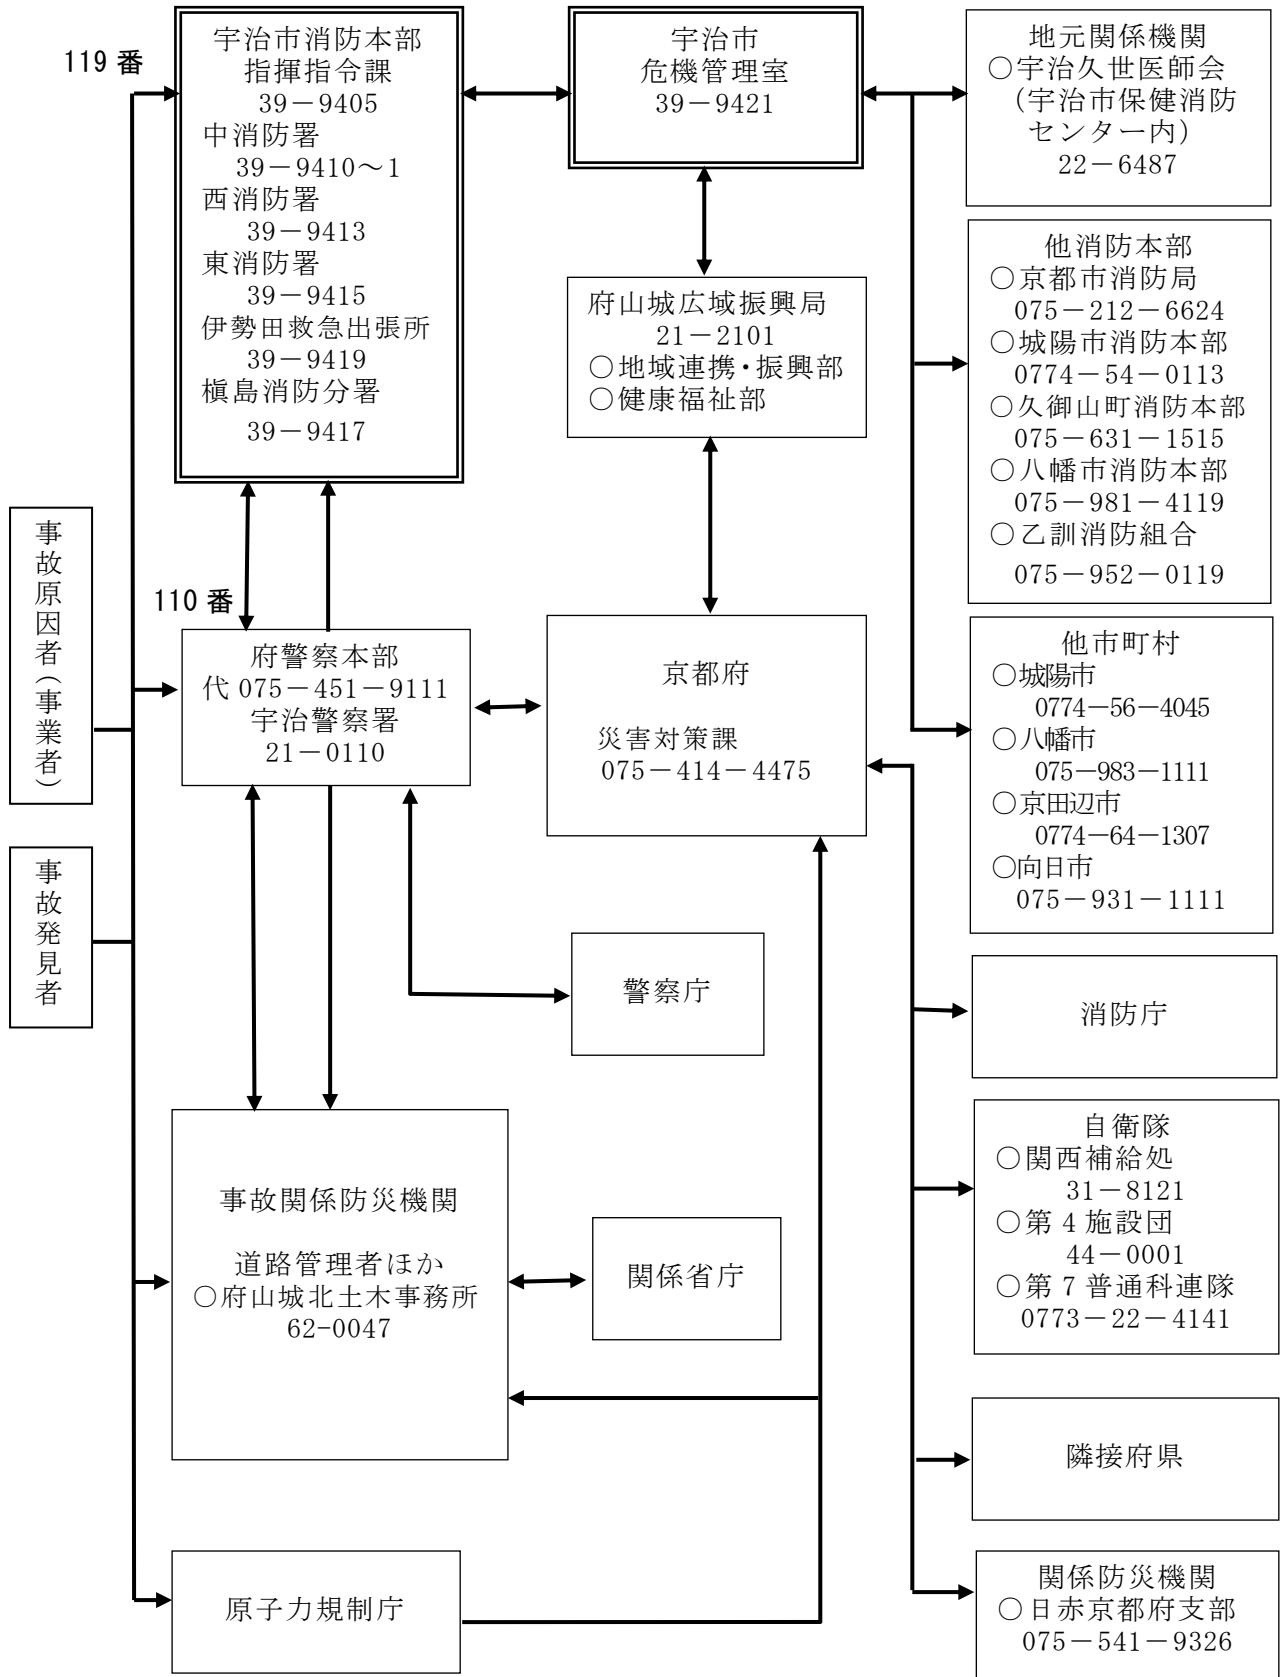 119 番
宇治市消防本部
指揮指令課
39－9405
中消防署
39－9410～1
西消防署
39－9413
東消防署
39－9415
伊勢田救急出張所
39－9419
槇島消防分署
39－9417
宇治市
危機管理室
39－9421
地元関係機関
○宇治久世医師会
（宇治市保健消防
センター内）
22－6487
府山城広域振興局
21－2101
○地域連携・振興部
○健康福祉部
他消防本部
○京都市消防局
075－212－6624
○城陽市消防本部
0774－54－0113
○久御山町消防本部
075－631－1515
○八幡市消防本部
075－981－4119
○乙訓消防組合
075－952－0119
事故原因者（事業者）
110 番
府警察本部
代 075－451－9111
宇治警察署
21－0110
京都府
災害対策課
075－414－4475
他市町村
○城陽市
0774－56－4045
○八幡市
075－983－1111
○京田辺市
0774－64－1307
○向日市
075－931－1111
事故発見者
警察庁
消防庁
事故関係防災機関
道路管理者ほか
○府山城北土木事務所
62-0047
関係省庁
自衛隊
○関西補給処
31－8121
○第 4 施設団
44－0001
○第 7 普通科連隊
0773－22－4141
隣接府県
原子力規制庁
関係防災機関
○日赤京都府支部
075－541－9326